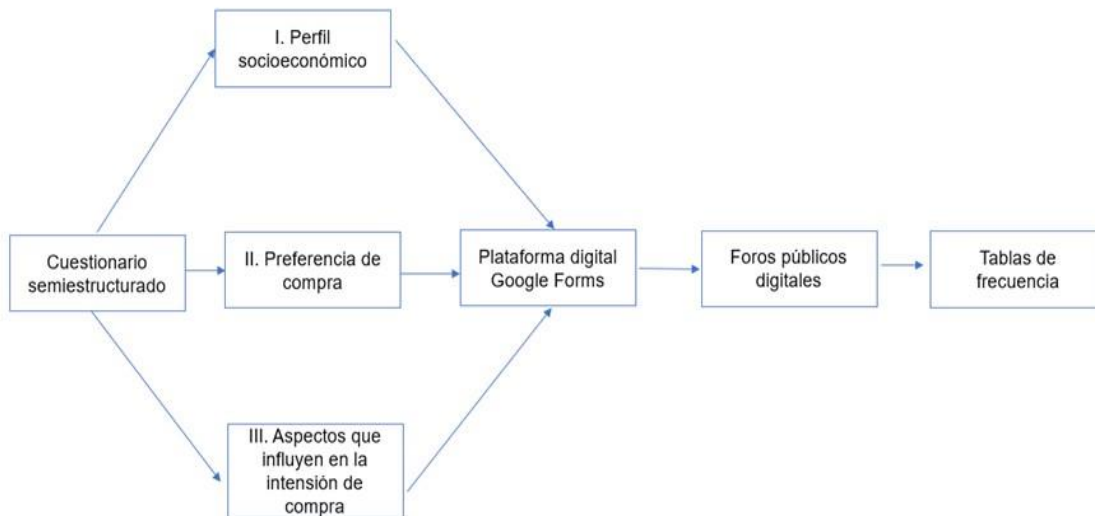 I. Perfil
socioeconómico
Cuestionario
semiestructurado
II. Preferencia de
compra
Plataforma digital
Google Forms
Foros públicos
digitales
Tablas de
frecuencia
III. Aspectos que
influyen en la
intensión de
compra